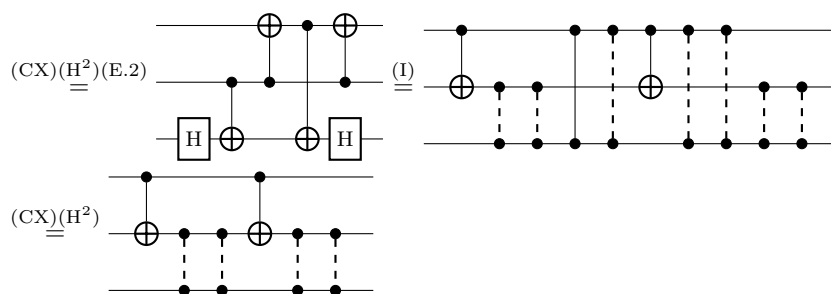 (CX)(H²)(E.2)
=
H
H
(I)
=
(CX)(H²)
=